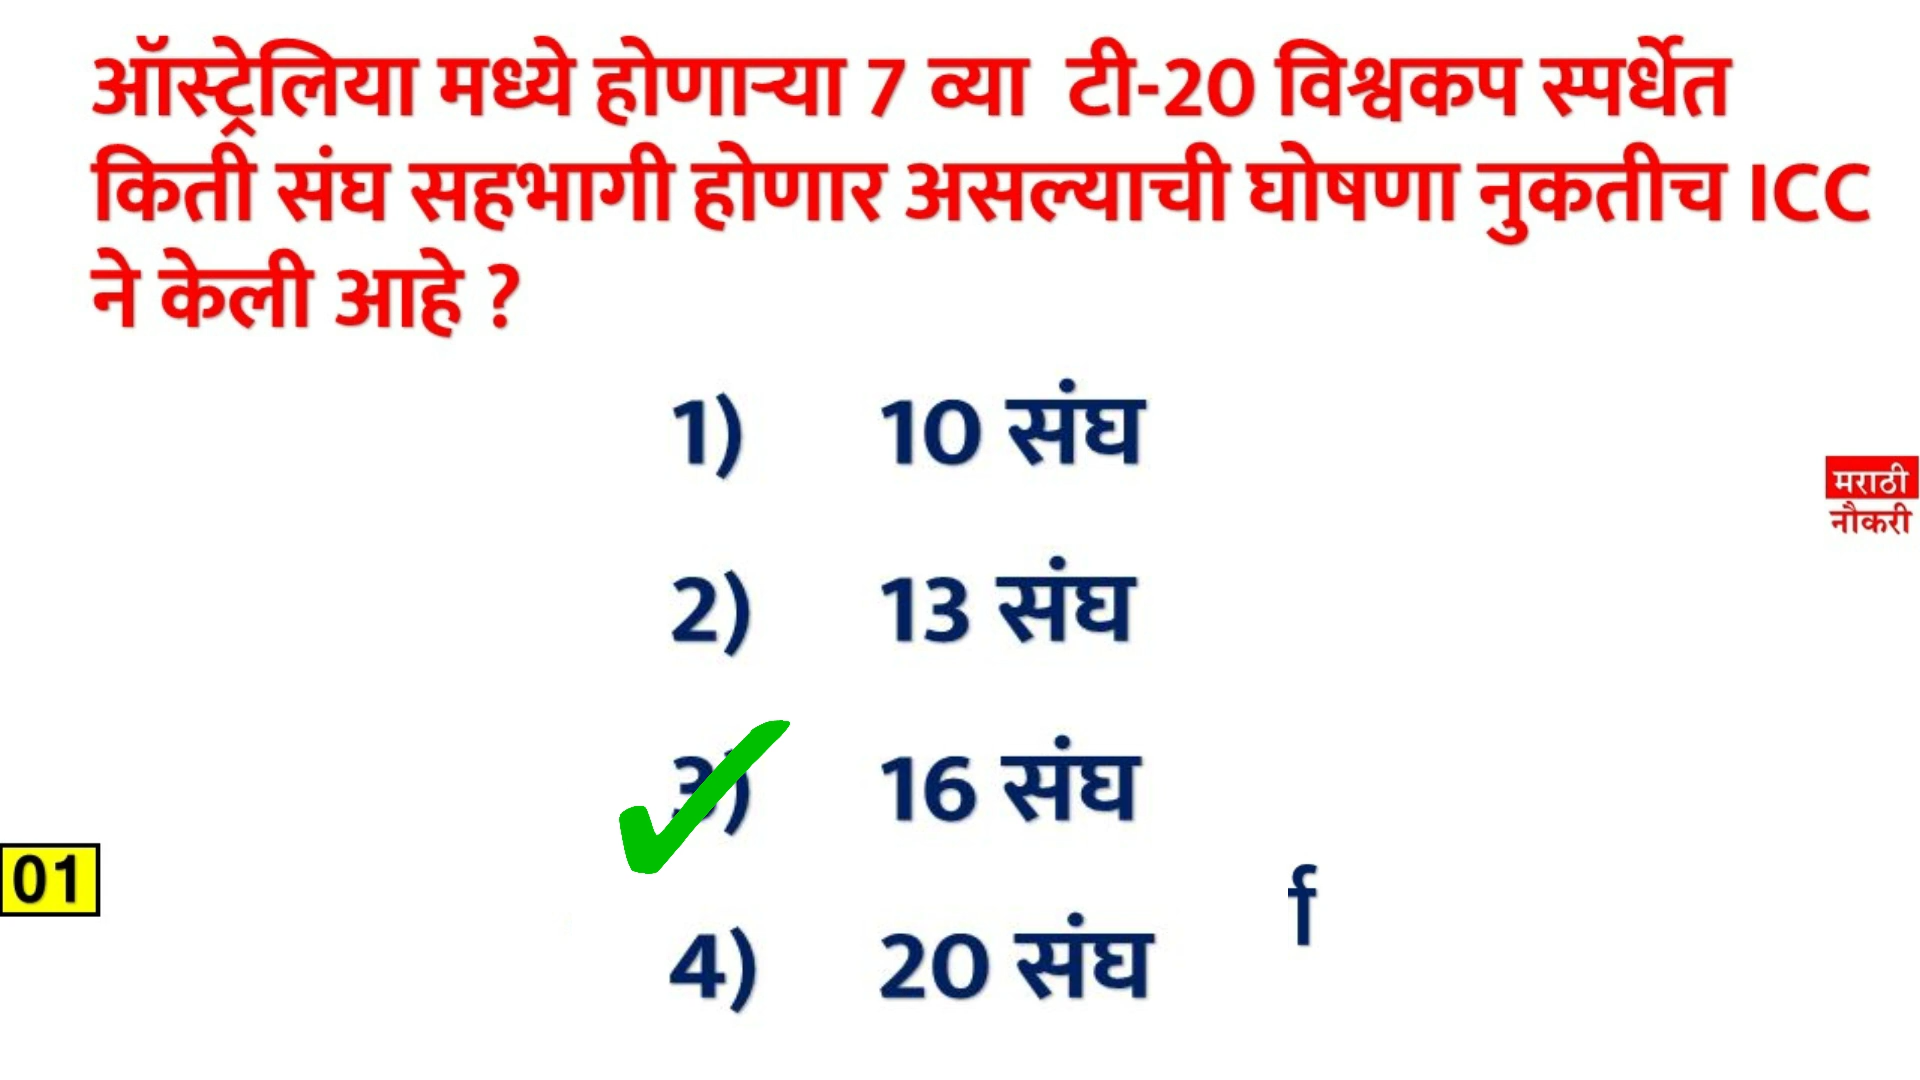 ऑस्ट्रेलिया मध्ये होणाऱ्या 7 व्या टी-20 विश्वकप स्पर्धेत
किती संघ सहभागी होणार असल्याची घोषणा नुकतीच ICC
ने केली आहे ?
1) 10 संघ
2) 13 संघ
3) 16 संघ
4) 20 संघ
र्ा
मराठी
नौकरी
01